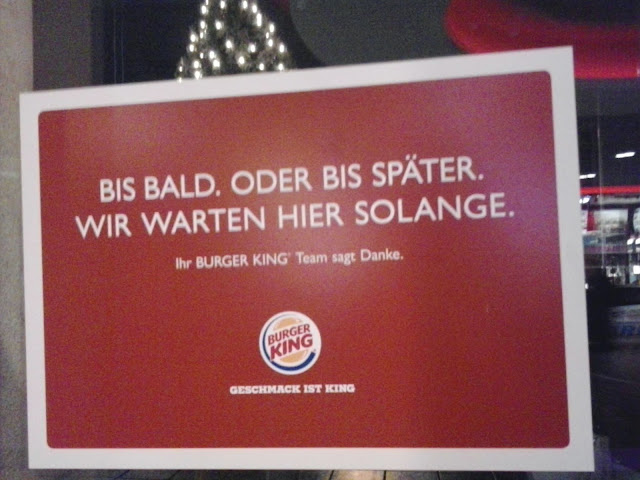 BIS BALD. ODER BIS SPÄTER.
WIR WARTEN HIER SOLANGE.
Ihr BURGER KING® Team sagt Danke.
BURGER
KING
GESCHMACK IST KING